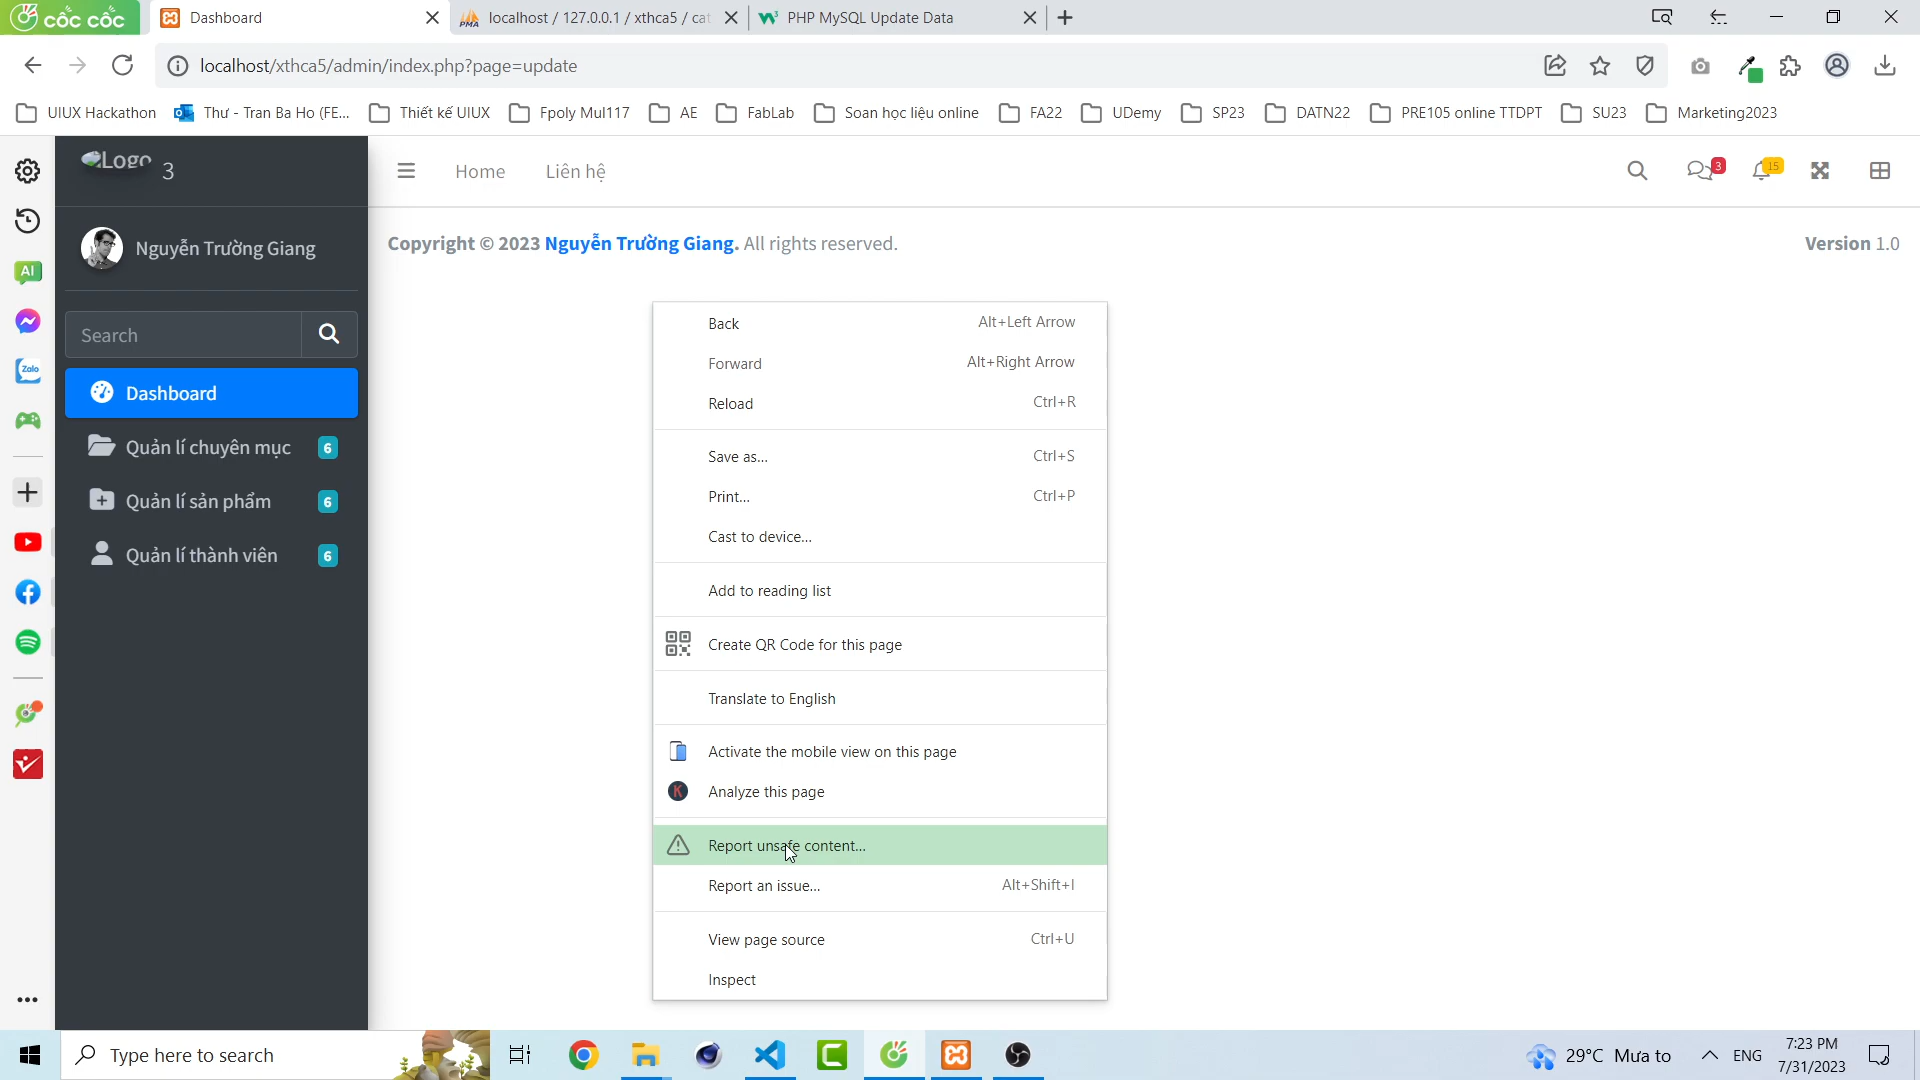 cốc cốc
Dashboard
localhost / 127.0.0.1 / xthca5 / cat
PHP MySQL Update Data
localhost/xthca5/admin/index.php?page=update
UIUX Hackathon
Thư - Tran Ba Ho (FE...
Thiết kế UIUX
Fpoly Mul117
AE
FabLab
Soan học liệu online
FA22
UDemy
SP23
DATN22
PRE105 online TTDPT
SU23
Marketing2023
Logo
3
Home
Liên hệ
3
15
Nguyễn Trường Giang
Copyright © 2023 Nguyễn Trường Giang. All rights reserved.
Version 1.0
AI
Zalo
Search
Dashboard
Quản lí chuyên mục 6
Quản lí sản phẩm 6
Quản lí thành viên 6
Back Alt+Left Arrow
Forward Alt+Right Arrow
Reload Ctrl+R
Save as... Ctrl+S
Print... Ctrl+P
Cast to device...
Add to reading list
Create QR Code for this page
Translate to English
Activate the mobile view on this page
K Analyze this page
Report unsafe content...
Report an issue... Alt+Shift+I
View page source Ctrl+U
Inspect
Type here to search
29°C Mưa to
ENG
7:23 PM
7/31/2023